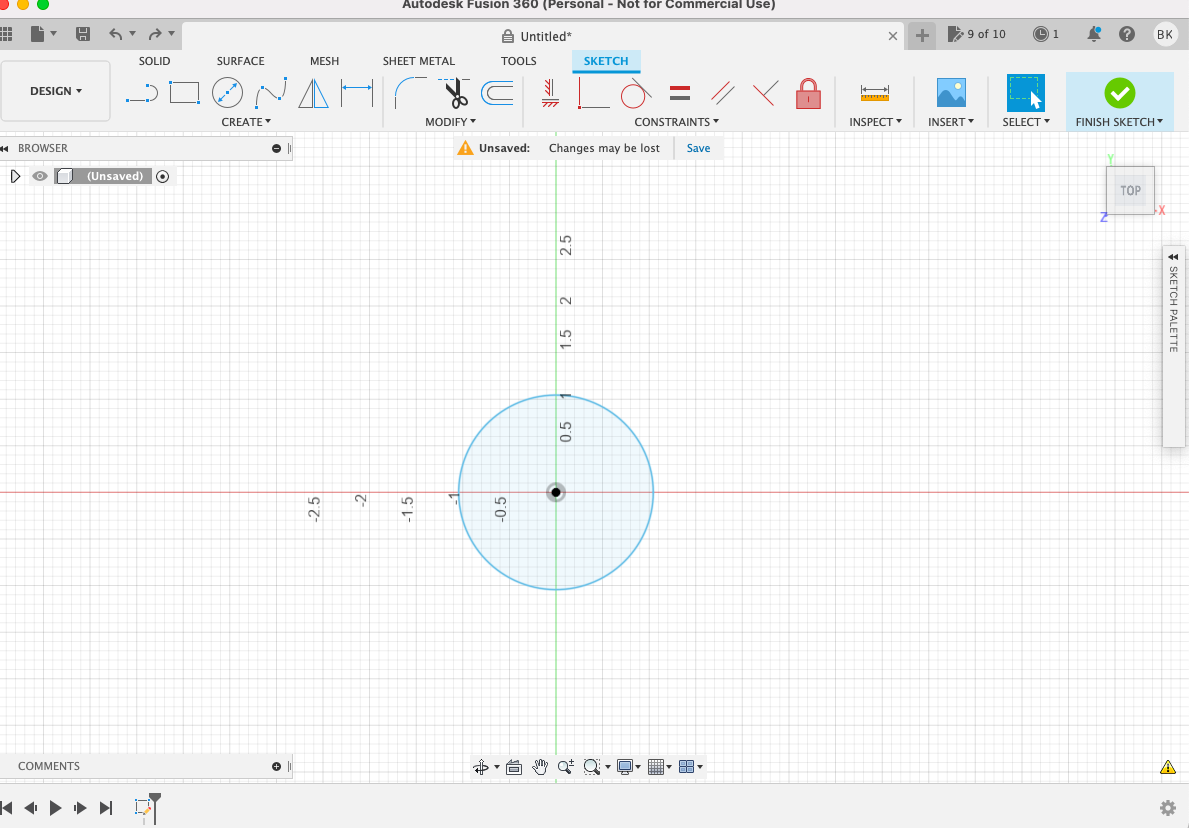 Autodesk Fusion 360 (Personal - Not for Commercial Use)
Untitled*
9 of 10
1
BK
SOLID
SURFACE
MESH
SHEET METAL
TOOLS
SKETCH
DESIGN
CREATE
MODIFY
CONSTRAINTS
INSPECT
INSERT
SELECT
FINISH SKETCH
BROWSER
Unsaved: Changes may be lost
Save
(Unsaved)
Y
TOP
X
Z
SKETCH PALETTE
2.5
2
1.5
1
0.5
-2.5
-2
-1.5
-1
-0.5
COMMENTS